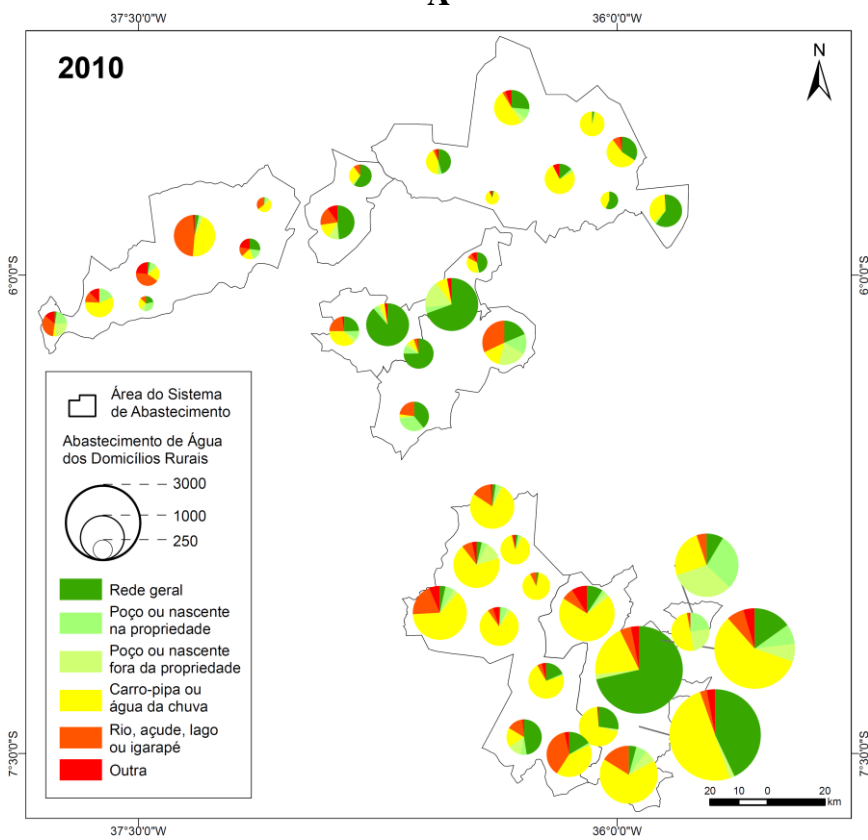 A
37°30'0"W
36°0'0"W
2010
N
6°0'0"S
6°0'0"S
Área do Sistema
de Abastecimento
Abastecimento de Água
dos Domicílios Rurais
3000
1000
250
Rede geral
Poço ou nascente
na propriedade
Poço ou nascente
fora da propriedade
Carro-pipa ou
água da chuva
Rio, açude, lago
ou igarapé
Outra
7°30'0"S
7°30'0"S
20 10 0 20
km
37°30'0"W
36°0'0"W